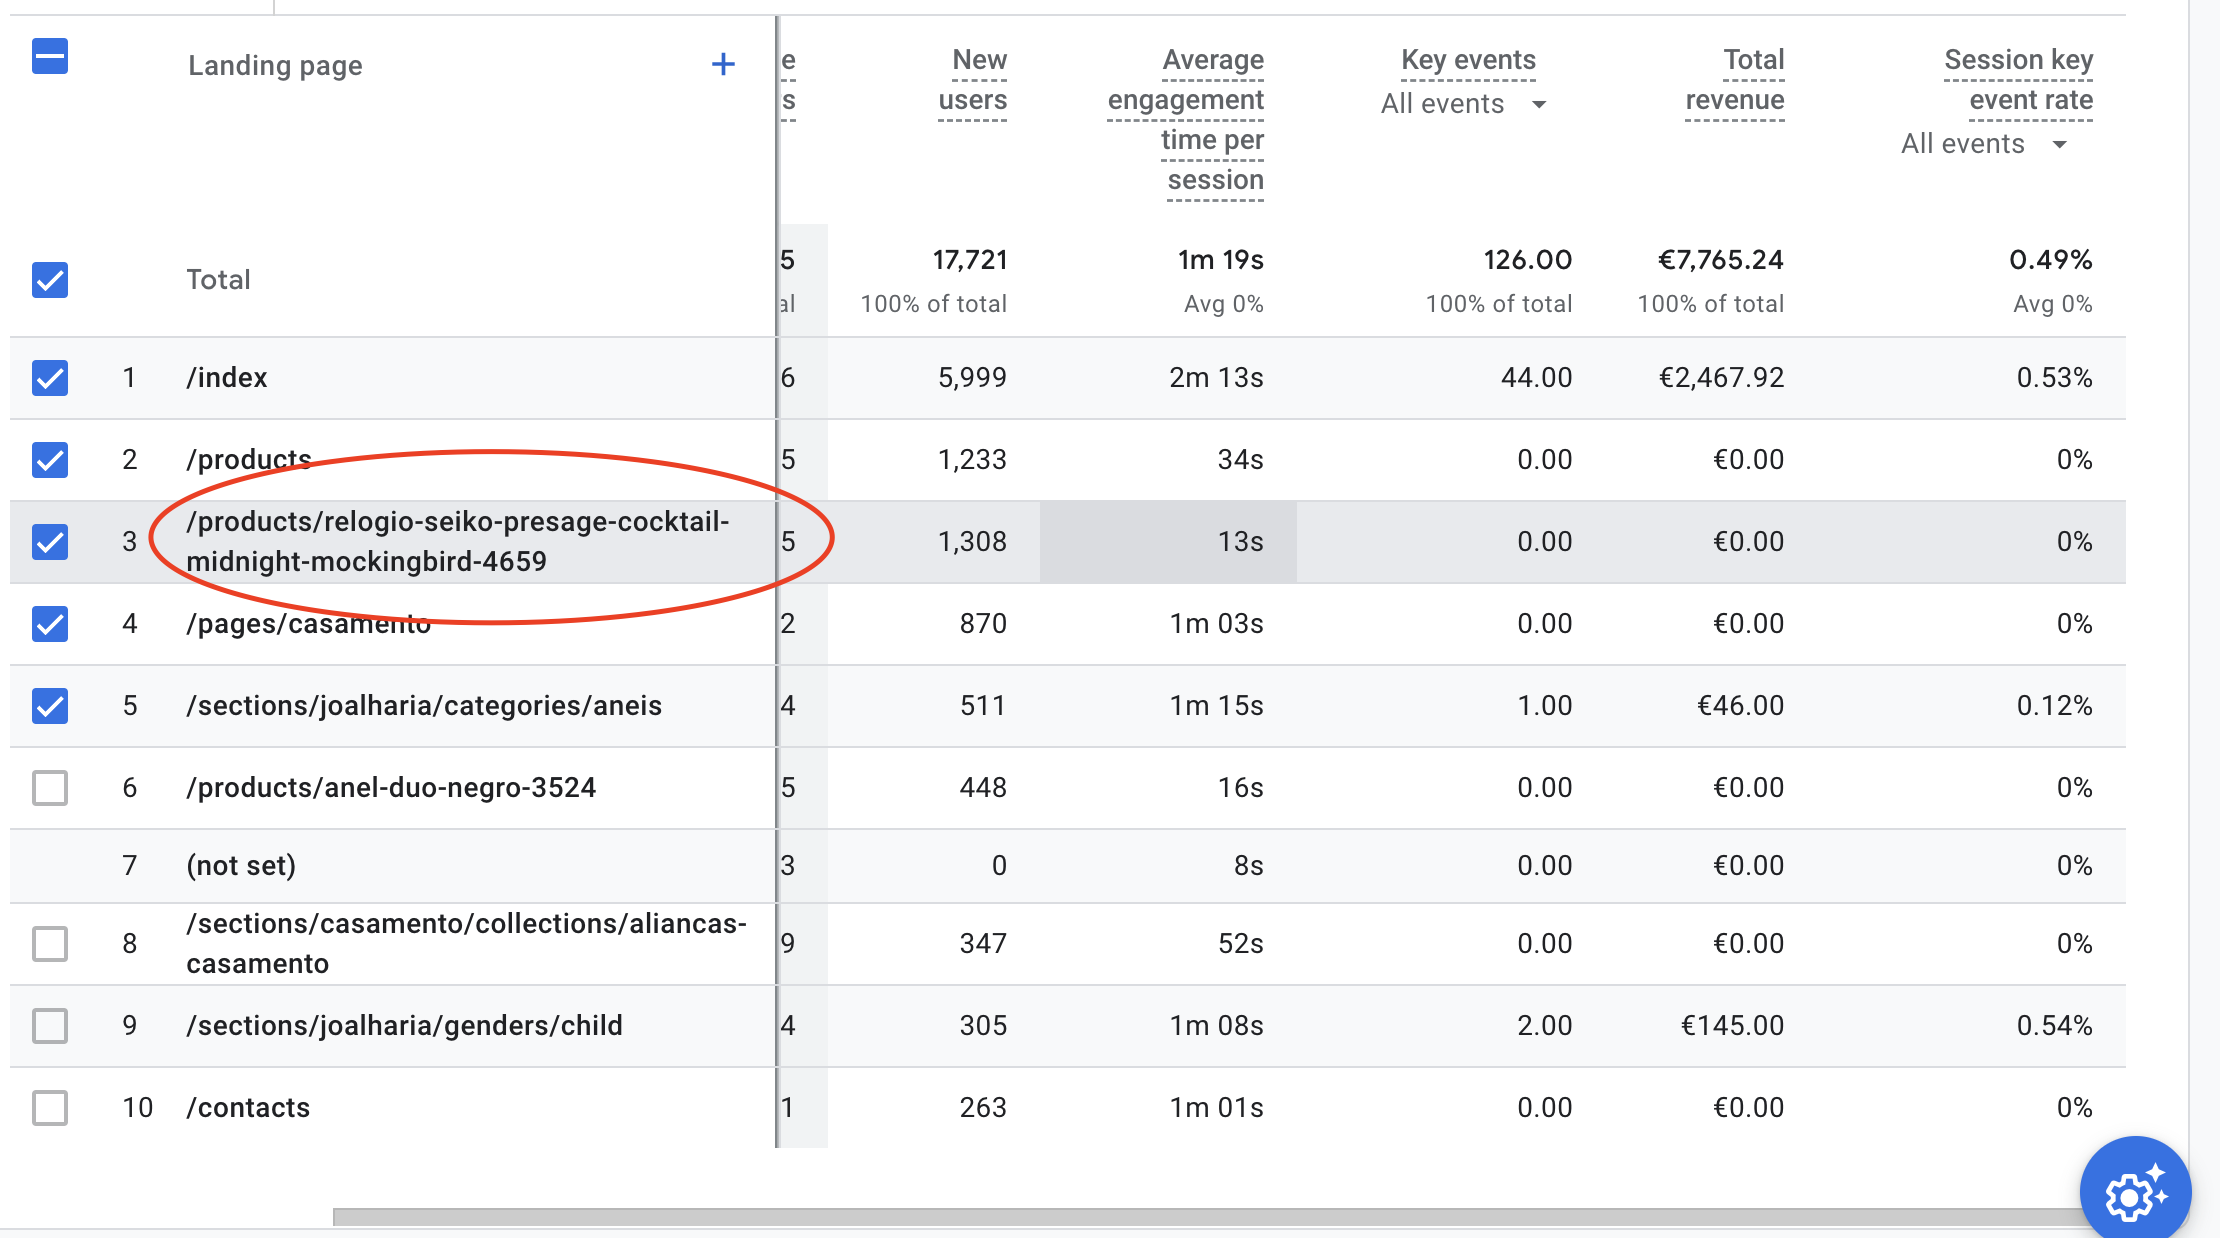 Landing page + e New Average Key events Total Session key
s users engagement All events revenue event rate
time per All events
session
Total 5 17,721 1m 19s 126.00 €7,765.24 0.49%
al 100% of total Avg 0% 100% of total 100% of total Avg 0%
1 /index 6 5,999 2m 13s 44.00 €2,467.92 0.53%
2 /products 5 1,233 34s 0.00 €0.00 0%
3 /products/relogio-seiko-presage-cocktail-
midnight-mockingbird-4659 5 1,308 13s 0.00 €0.00 0%
4 /pages/casamento 2 870 1m 03s 0.00 €0.00 0%
5 /sections/joalharia/categories/aneis 4 511 1m 15s 1.00 €46.00 0.12%
6 /products/anel-duo-negro-3524 5 448 16s 0.00 €0.00 0%
7 (not set) 3 0 8s 0.00 €0.00 0%
8 /sections/casamento/collections/aliancas-
casamento 9 347 52s 0.00 €0.00 0%
9 /sections/joalharia/genders/child 4 305 1m 08s 2.00 €145.00 0.54%
10 /contacts 1 263 1m 01s 0.00 €0.00 0%